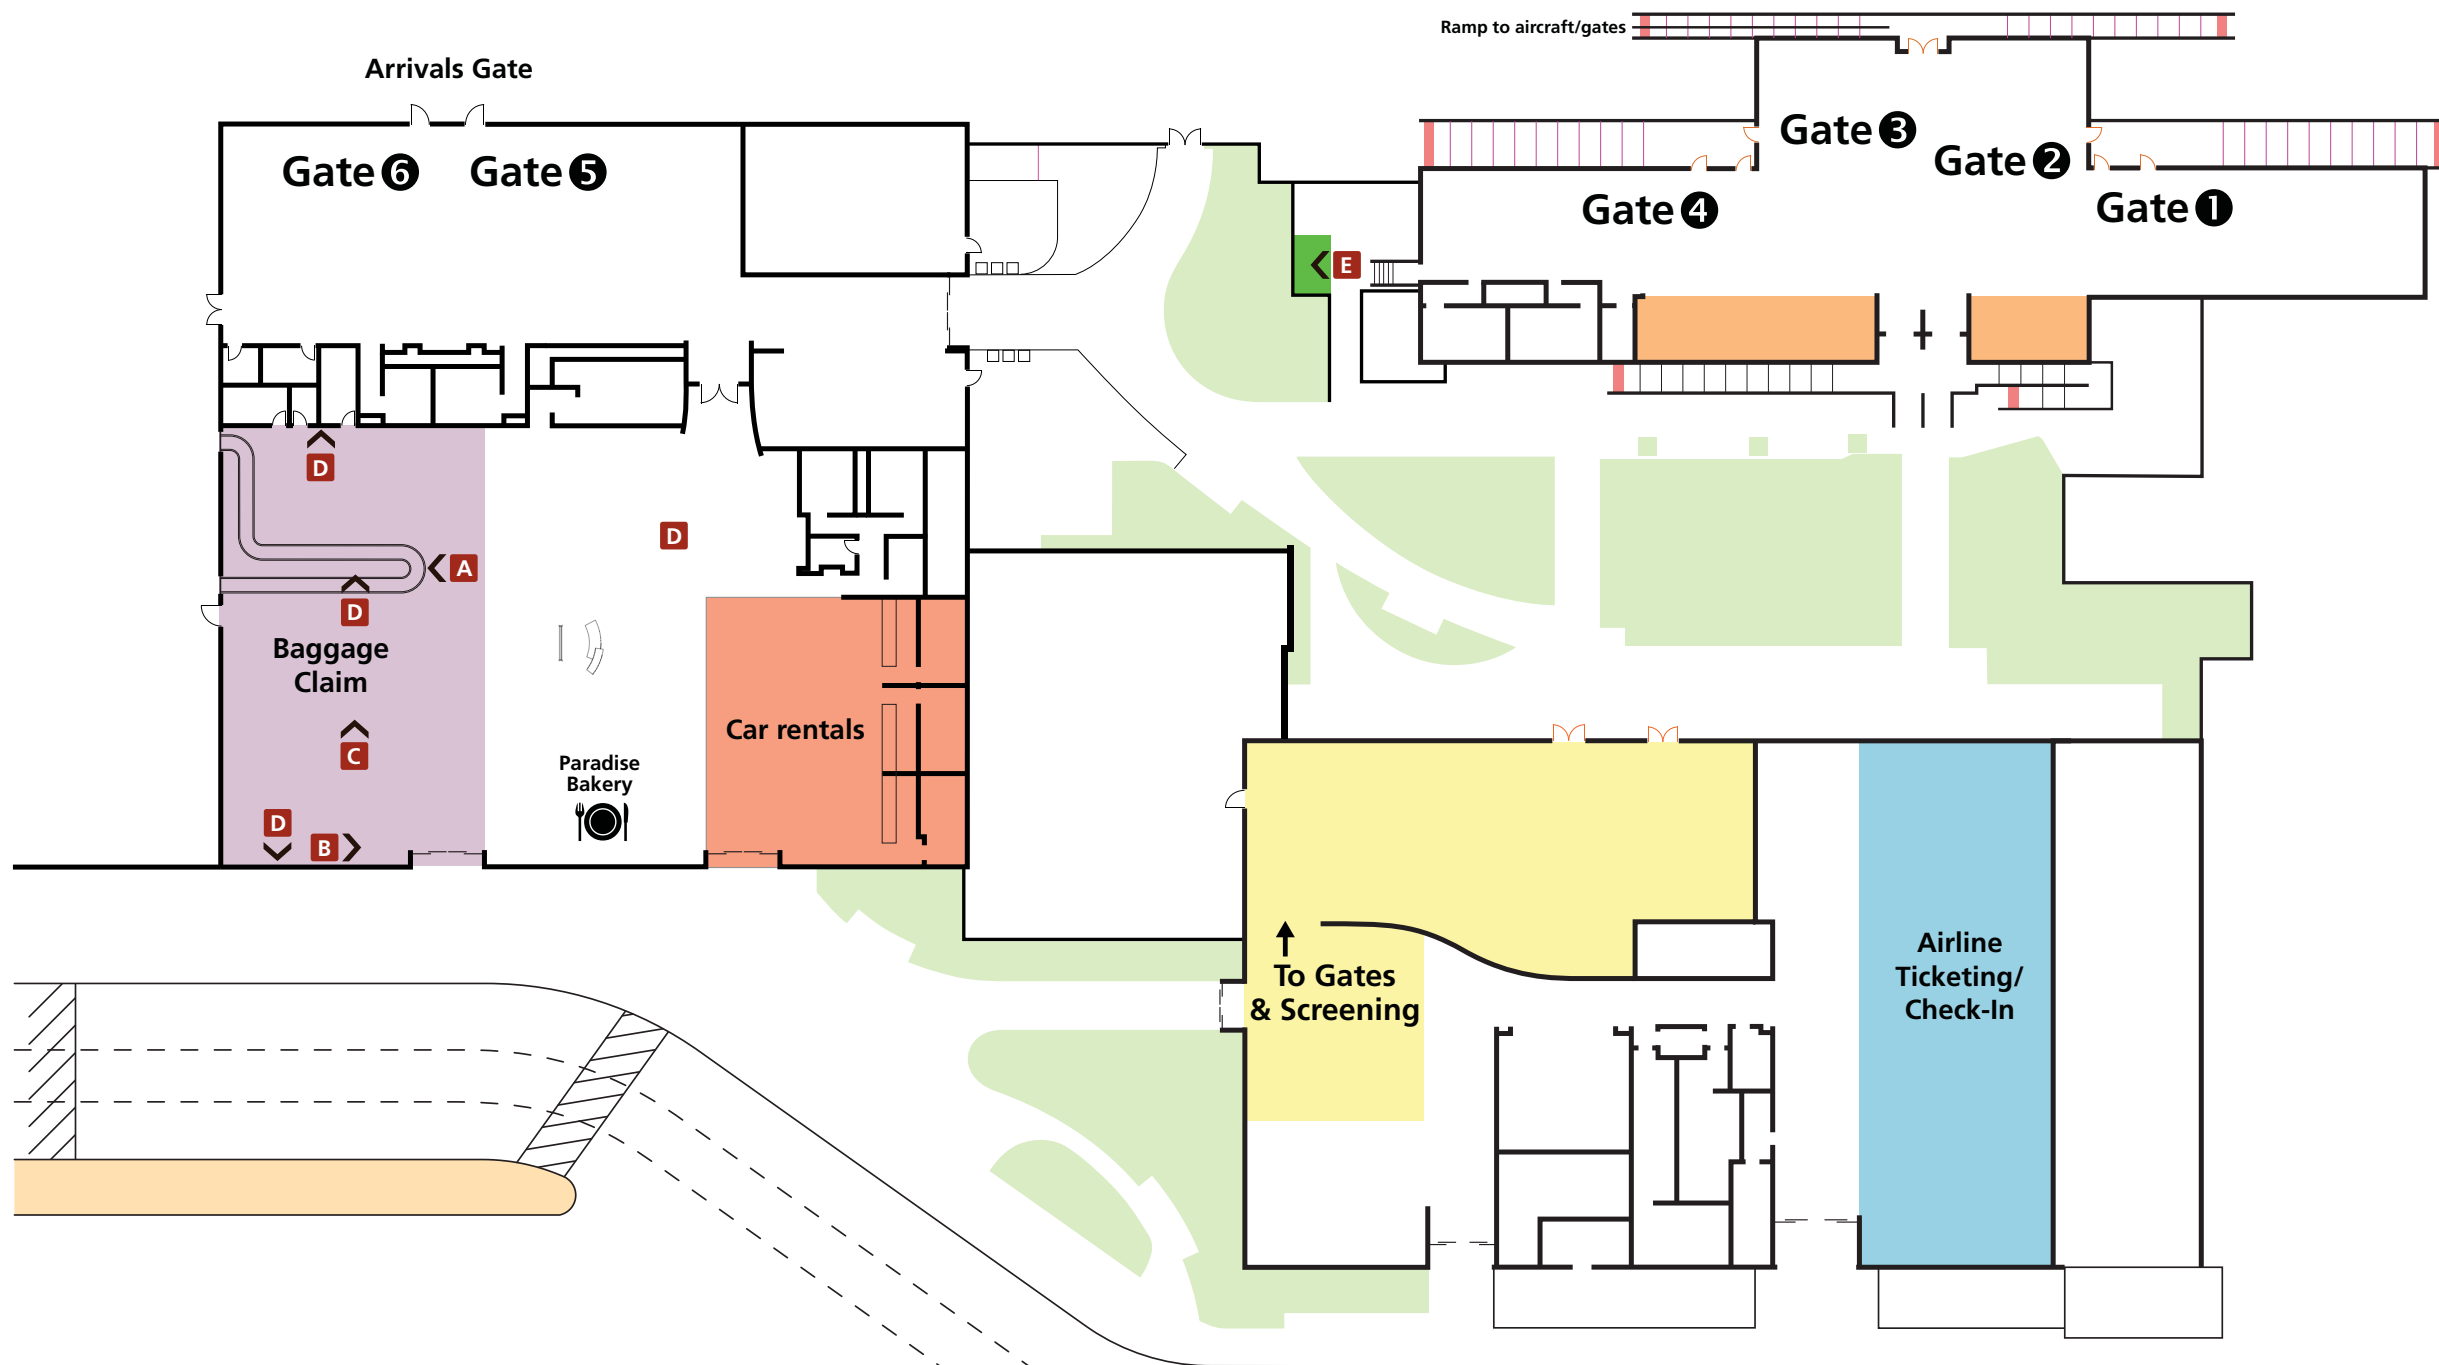 Ramp to aircraft/gates
Arrivals Gate
Gate 6
Gate 5
Gate 3
Gate 2
Gate 4
Gate 1
E
D
D
A
D
Baggage
Claim
Car rentals
C
Paradise
Bakery
D
B
To Gates
& Screening
Airline
Ticketing/
Check-In